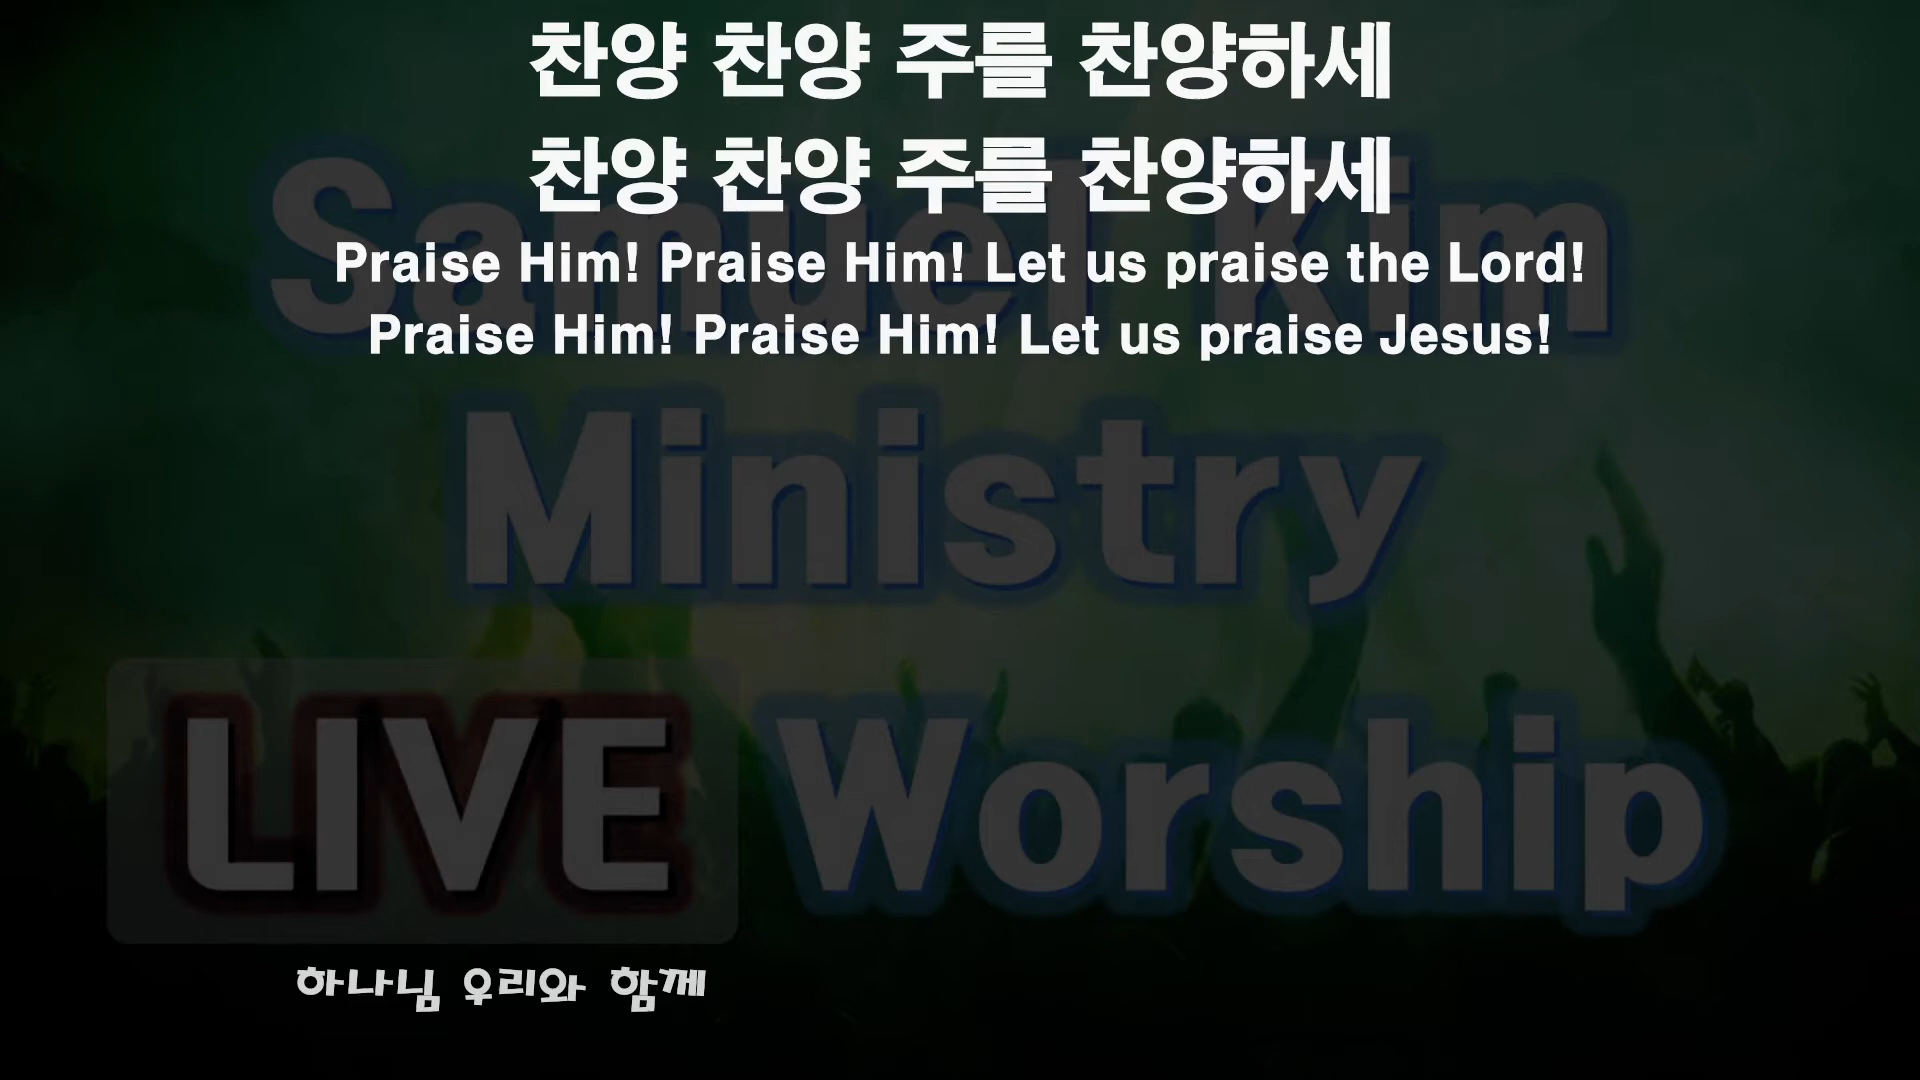 찬양 찬양 주를 찬양하세
찬양 찬양 주를 찬양하세
Praise Him! Praise Him! Let us praise the Lord!
Praise Him! Praise Him! Let us praise Jesus!
Samuel Kim
Ministry
LIVE Worship
하나님 우리와 함께